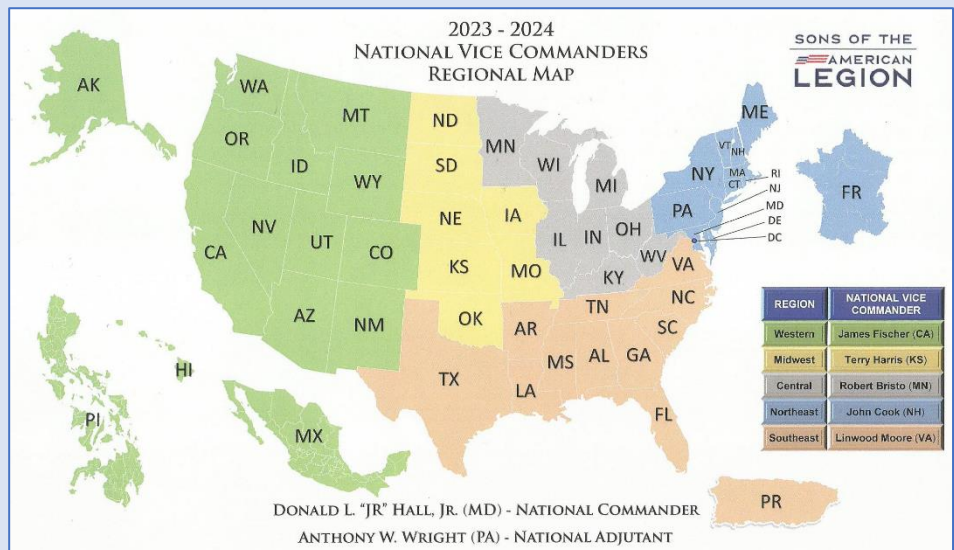 2023 - 2024
NATIONAL VICE COMMANDERS
REGIONAL MAP
SONS OF THE
AMERICAN
LEGION
AK
WA
MT
ND
MN
ME
OR
ID
WY
SD
WI
MI
NY
VT
NH
MA
CT
RI
NJ
MD
DE
DC
FR
CA
NV
UT
CO
NE
IA
IL
IN
OH
PA
KS
MO
KY
WV
VA
AZ
NM
OK
AR
TN
NC
SC
TX
LA
MS
AL
GA
FL
HI
PI
MX
PR
REGION NATIONAL VICE COMMANDER
Western James Fischer (CA)
Midwest Terry Harris (KS)
Central Robert Bristo (MN)
Northeast John Cook (NH)
Southeast Linwood Moore (VA)
DONALD L. "JR" HALL, JR. (MD) - NATIONAL COMMANDER
ANTHONY W. WRIGHT (PA) - NATIONAL ADJUTANT